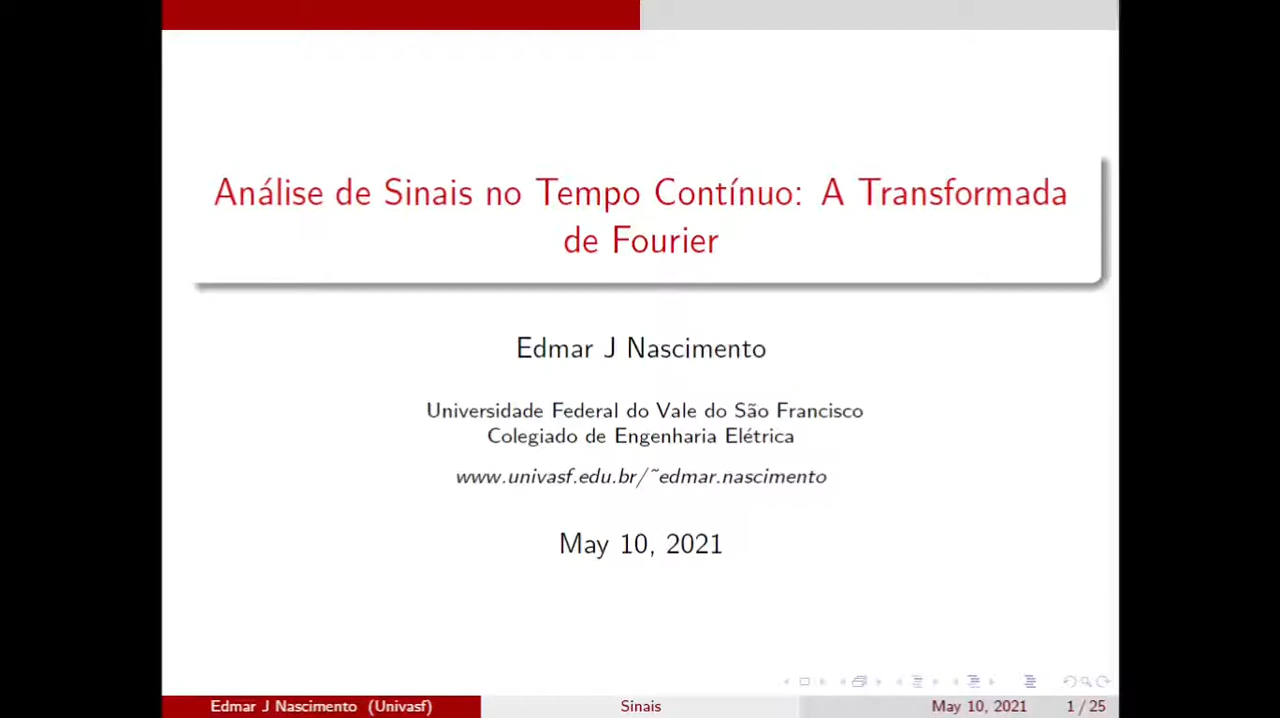 Análise de Sinais no Tempo Contínuo: A Transformada
de Fourier
Edmar J Nascimento
Universidade Federal do Vale do São Francisco
Colegiado de Engenharia Elétrica
www.univasf.edu.br/˜edmar.nascimento
May 10, 2021
Edmar J Nascimento (Univasf) Sinais May 10, 2021 1 / 25